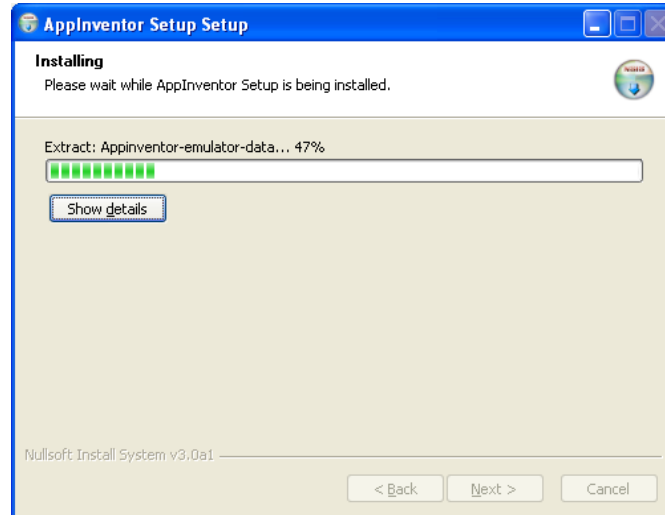 AppInventor Setup Setup
Installing
Please wait while AppInventor Setup is being installed.
Extract: Appinventor-emulator-data... 47%
Show details
Nullsoft Install System v3.0a1
< Back Next > Cancel